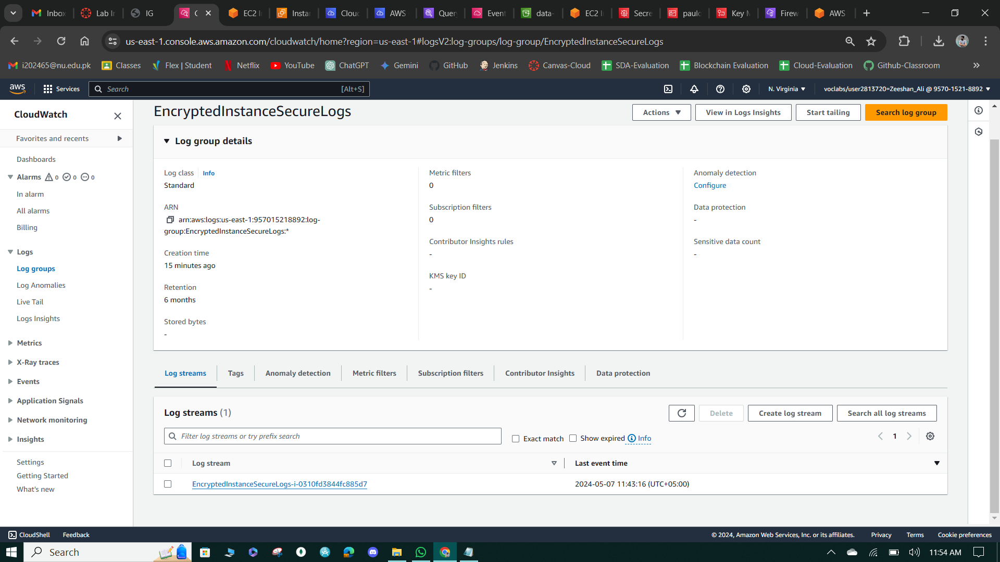 Inbox
Lab In
IG
C
EC2 I
Instan
Cloud
AWS
Query
Event
data-
EC2 I
Secre
paulo
Key M
Firew
AWS
us-east-1.console.aws.amazon.com/cloudwatch/home?region=us-east-1#logsV2:log-groups/log-group/EncryptedInstanceSecureLogs
i202465@nu.edu.pk Classes Flex | Student Netflix YouTube ChatGPT Gemini GitHub Jenkins Canvas-Cloud SDA-Evaluation Blockchain Evaluation Cloud-Evaluation Github-Classroom
aws Services Search [Alt+S] N. Virginia voclabs/user2813720=Zeeshan_Ali @ 9570-1521-8892
CloudWatch
Favorites and recents
Dashboards
Alarms 0 0 0
In alarm
All alarms
Billing
Logs
Log groups
Log Anomalies
Live Tail
Logs Insights
Metrics
X-Ray traces
Events
Application Signals
Network monitoring
Insights
Settings
Getting Started
What's new
EncryptedInstanceSecureLogs
Actions View in Logs Insights Start tailing Search log group
Log group details
Log class Info
Standard
ARN
arn:aws:logs:us-east-1:957015218892:log-
group:EncryptedInstanceSecureLogs:*
Creation time
15 minutes ago
Retention
6 months
Stored bytes
-
Metric filters
0
Subscription filters
0
Contributor Insights rules
-
KMS key ID
-
Anomaly detection
Configure
Data protection
-
Sensitive data count
-
Log streams Tags Anomaly detection Metric filters Subscription filters Contributor Insights Data protection
Log streams (1)
Delete Create log stream Search all log streams
Filter log streams or try prefix search Exact match Show expired Info 1
Log stream Last event time
EncryptedInstanceSecureLogs-i-0310fd3844fc885d7 2024-05-07 11:43:16 (UTC+05:00)
CloudShell Feedback © 2024, Amazon Web Services, Inc. or its affiliates. Privacy Terms Cookie preferences
Search 11:54 AM